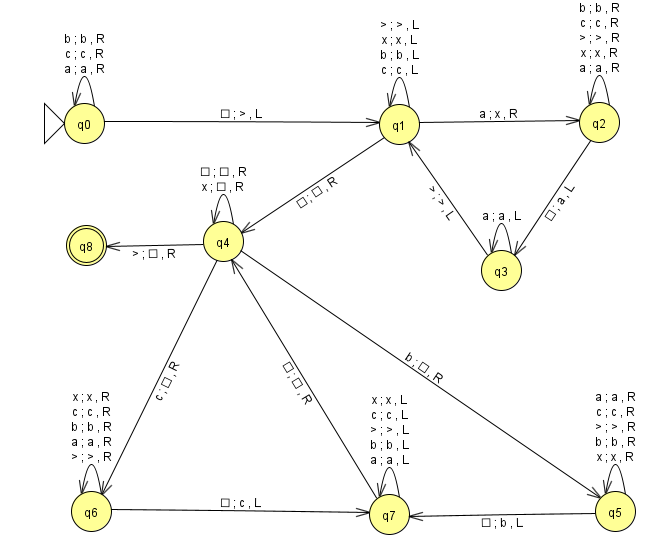 b ; b , R
c ; c , R
a ; a , R
q0
□ ; > , L
> ; > , L
x ; x , L
b ; b , L
c ; c , L
q1
a ; x , R
b ; b , R
c ; c , R
> ; > , R
x ; x , R
a ; a , R
q2
□ ; □ , R
x ; □ , R
q4
□ ; □ , R
> ; > , L
□ ; a , L
a ; a , L
q3
q8
> ; □ , R
c ; □ , R
□ ; □ , R
b ; □ , R
x ; x , R
c ; c , R
b ; b , R
a ; a , R
> ; > , R
q6
□ ; c , L
x ; x , L
c ; c , L
> ; > , L
b ; b , L
a ; a , L
q7
□ ; b , L
a ; a , R
c ; c , R
> ; > , R
b ; b , R
x ; x , R
q5